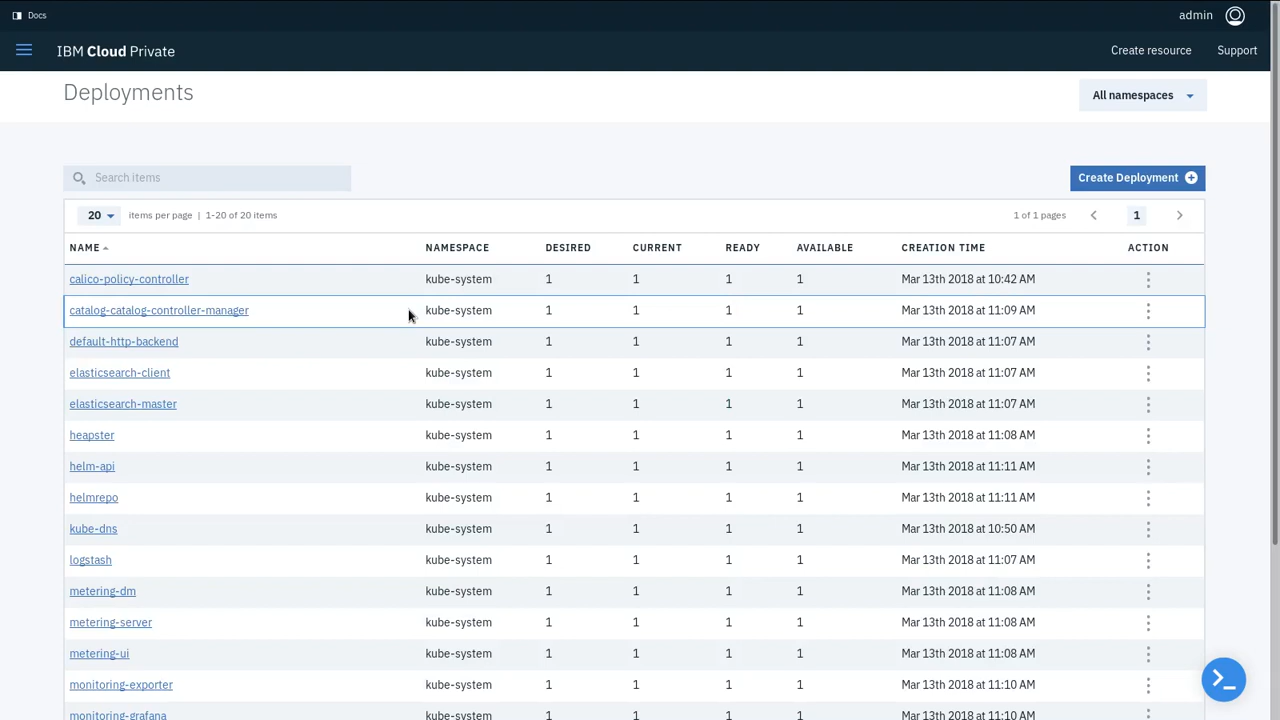 Docs
admin
IBM Cloud Private
Create resource
Support
Deployments
All namespaces
Search items
Create Deployment
20 items per page | 1-20 of 20 items
1 of 1 pages
1
NAME NAMESPACE DESIRED CURRENT READY AVAILABLE CREATION TIME ACTION
calico-policy-controller kube-system 1 1 1 1 Mar 13th 2018 at 10:42 AM
catalog-catalog-controller-manager kube-system 1 1 1 1 Mar 13th 2018 at 11:09 AM
default-http-backend kube-system 1 1 1 1 Mar 13th 2018 at 11:07 AM
elasticsearch-client kube-system 1 1 1 1 Mar 13th 2018 at 11:07 AM
elasticsearch-master kube-system 1 1 1 1 Mar 13th 2018 at 11:07 AM
heapster kube-system 1 1 1 1 Mar 13th 2018 at 11:08 AM
helm-api kube-system 1 1 1 1 Mar 13th 2018 at 11:11 AM
helmrepo kube-system 1 1 1 1 Mar 13th 2018 at 11:11 AM
kube-dns kube-system 1 1 1 1 Mar 13th 2018 at 10:50 AM
logstash kube-system 1 1 1 1 Mar 13th 2018 at 11:07 AM
metering-dm kube-system 1 1 1 1 Mar 13th 2018 at 11:08 AM
metering-server kube-system 1 1 1 1 Mar 13th 2018 at 11:08 AM
metering-ui kube-system 1 1 1 1 Mar 13th 2018 at 11:08 AM
monitoring-exporter kube-system 1 1 1 1 Mar 13th 2018 at 11:10 AM
monitoring-grafana kube-system 1 1 1 1 Mar 13th 2018 at 11:10 AM